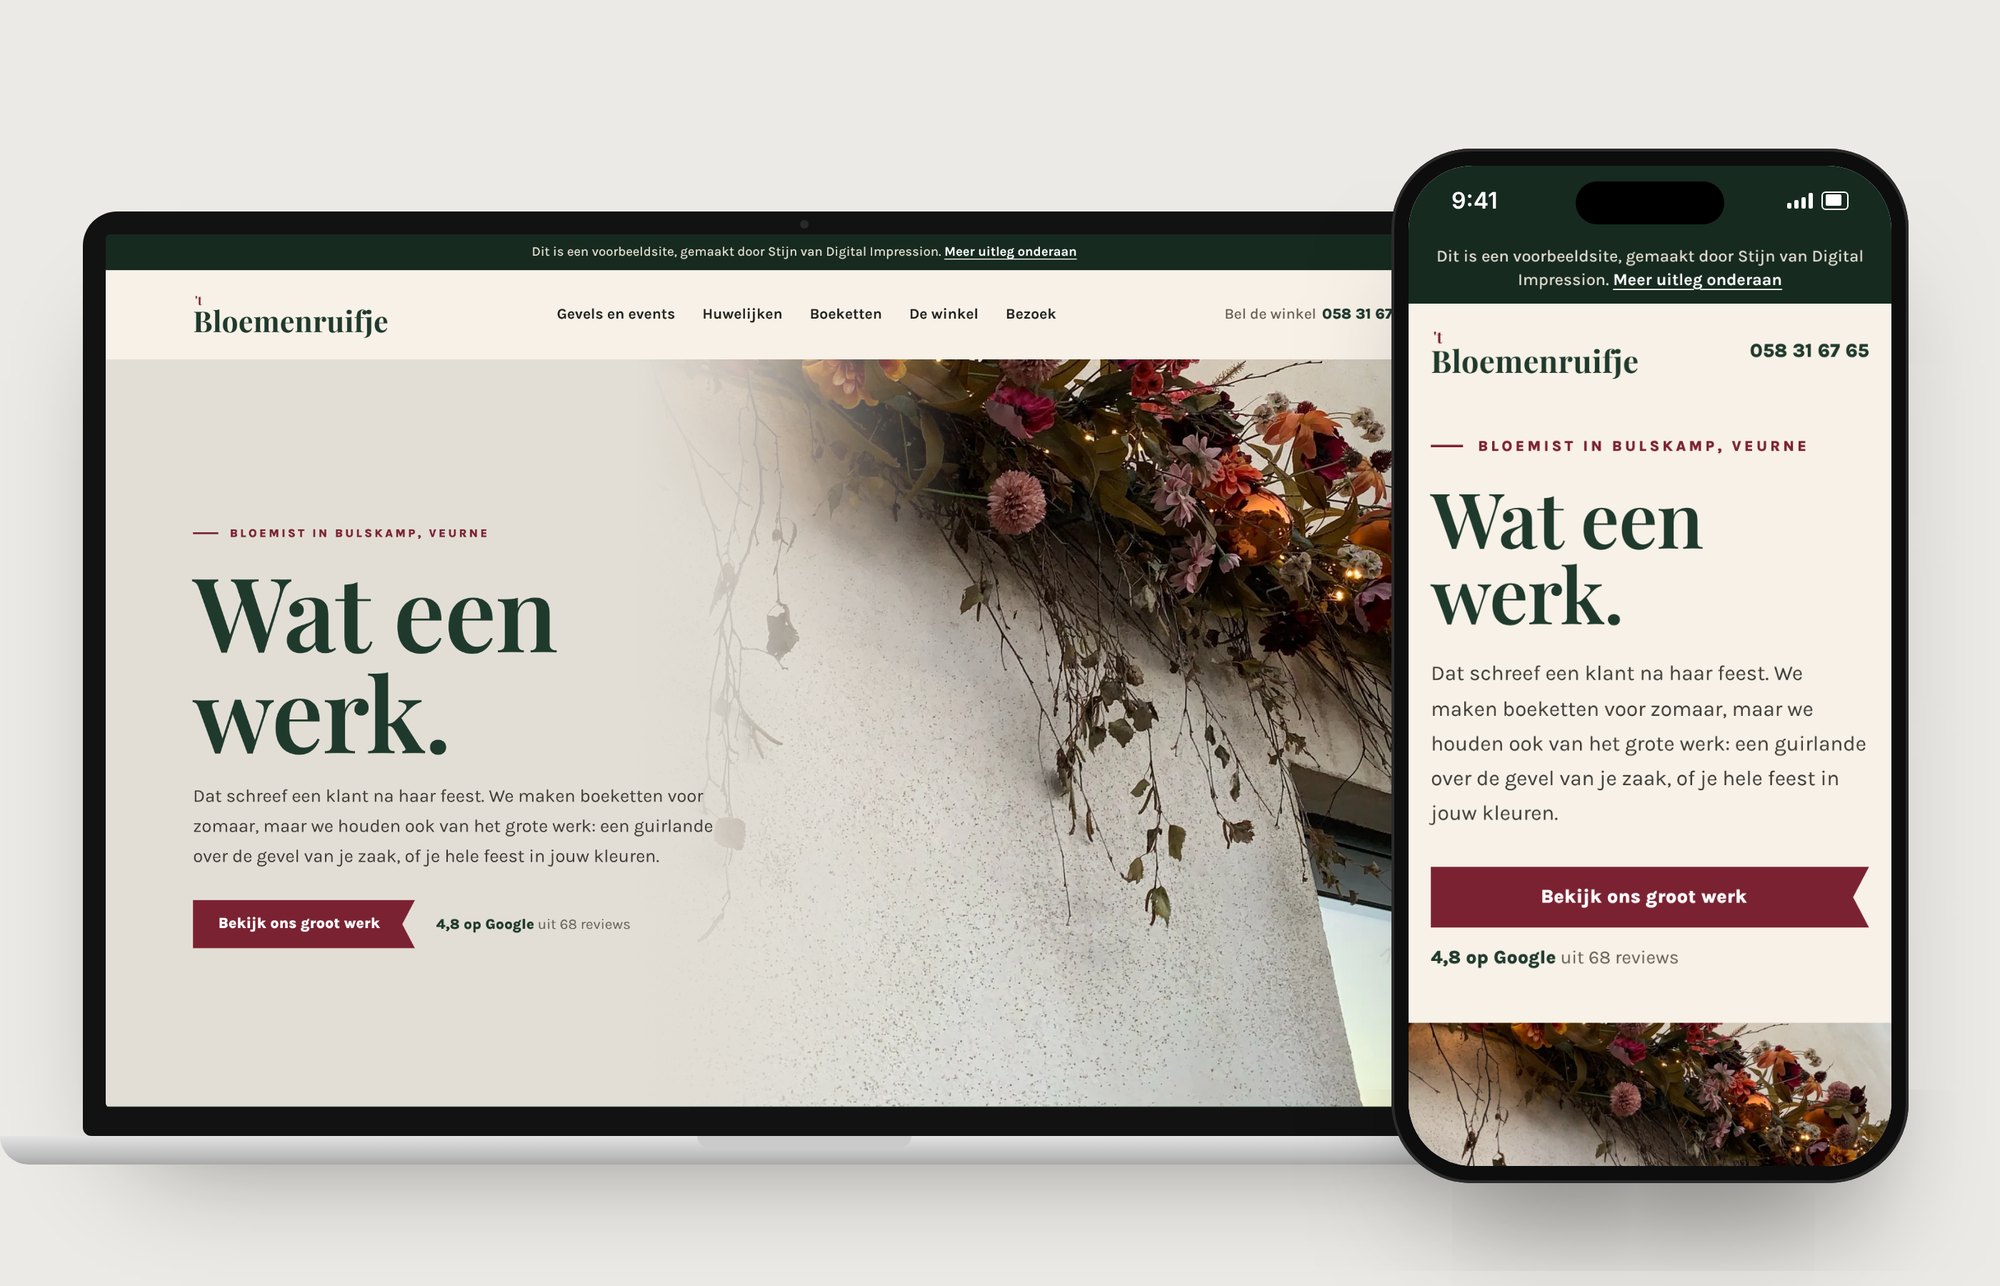 Dit is een voorbeeldsite, gemaakt door Stijn van Digital Impression. Meer uitleg onderaan
't
Bloemenruifje
Gevels en events Huwelijken Boeketten De winkel Bezoek
Bel de winkel 058 31 67
BLOEMIST IN BULSKAMP, VEURNE
Wat een
werk.
Dat schreef een klant na haar feest. We maken boeketten voor
zomaar, maar we houden ook van het grote werk: een guirlande
over de gevel van je zaak, of je hele feest in jouw kleuren.
Bekijk ons groot werk
4,8 op Google uit 68 reviews
9:41
Dit is een voorbeeldsite, gemaakt door Stijn van Digital
Impression. Meer uitleg onderaan
't
Bloemenruifje
058 31 67 65
BLOEMIST IN BULSKAMP, VEURNE
Wat een
werk.
Dat schreef een klant na haar feest. We
maken boeketten voor zomaar, maar we
houden ook van het grote werk: een guirlande
over de gevel van je zaak, of je hele feest in
jouw kleuren.
Bekijk ons groot werk
4,8 op Google uit 68 reviews